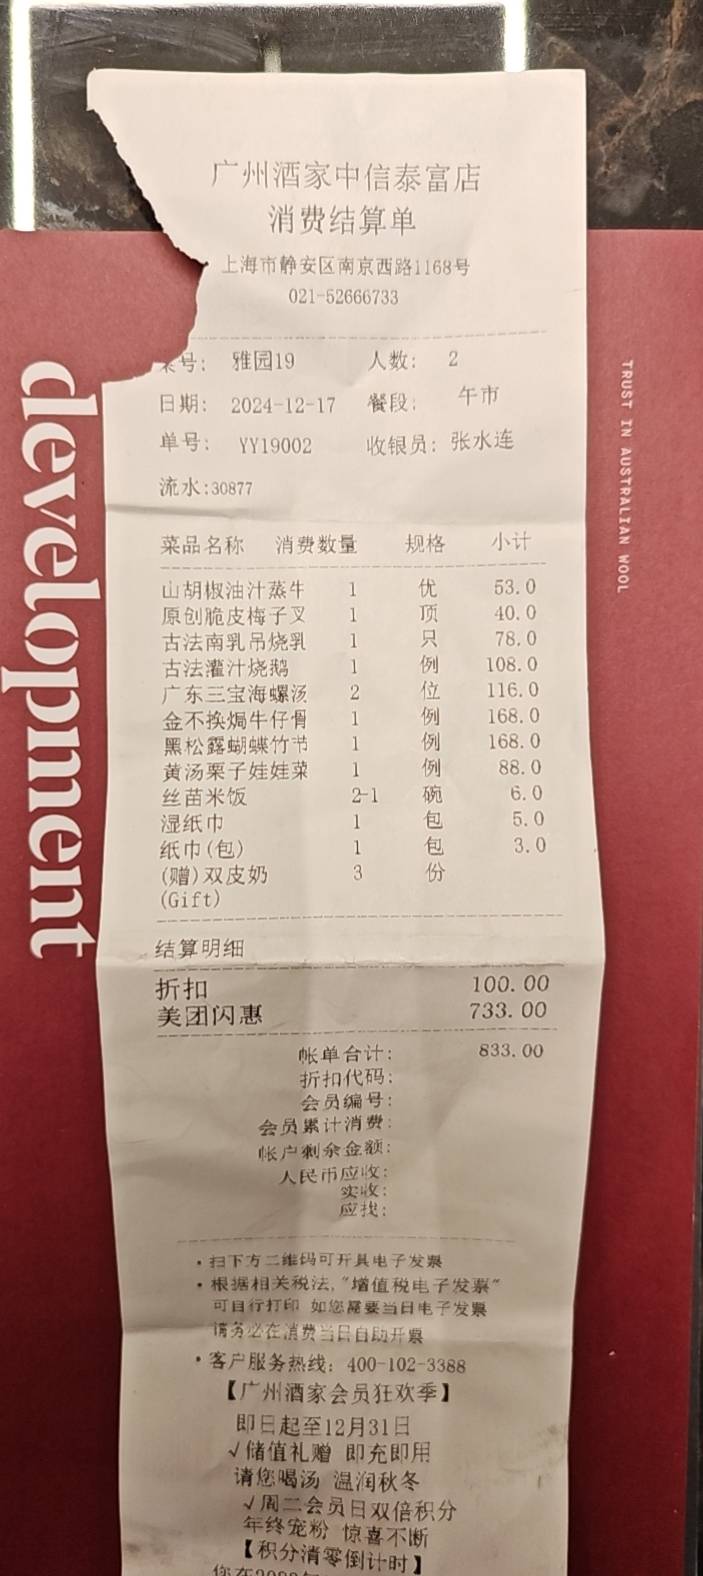 广州酒家中信泰富店
消费结算单
上海市静安区南京西路1168号
021-52666733
号: 雅园19 人数: 2
日期: 2024-12-17 餐段: 午市
单号: YY19002 收银员: 张水连
流水:30877
菜品名称 消费数量 规格 小计
山胡椒油汁蒸牛 1 优 53.0
原创脆皮梅子叉 1 顶 40.0
古法南乳吊烧乳 1 只 78.0
古法灌汁烧鹅 1 例 108.0
广东三宝海螺汤 2 位 116.0
金不换焗牛仔骨 1 例 168.0
黑松露蝴蝶竹节 1 例 168.0
黄汤栗子娃娃菜 1 例 88.0
丝苗米饭 2-1 碗 6.0
湿纸巾 1 包 5.0
纸巾(包) 1 包 3.0
(赠)双皮奶 3 份
(Gift)
结算明细
折扣 100.00
美团闪惠 733.00
帐单合计: 833.00
折扣代码:
会员编号:
会员累计消费:
帐户剩余金额:
人民币应收:
实收:
应找:
·扫下方二维码可开具电子发票
·根据相关税法,"增值税电子发票"
可自行打印 如您需要当日电子发票
请务必在消费当日自助开票
·客户服务热线: 400-102-3388
【广州酒家会员狂欢季】
即日起至12月31日
√储值礼赠 即充即用
请您喝汤 温润秋冬
√周二会员日双倍积分
年终宠粉 惊喜不断
【积分清零倒计时】
development
TRUST IN AUSTRALIAN WOOL